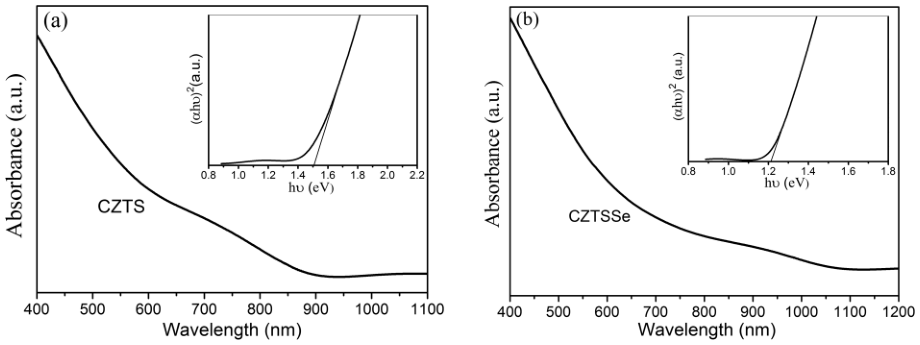 (a)
Absorbance (a.u.)
CZTS
400 500 600 700 800 900 1000 1100
Wavelength (nm)
(αhυ)²(a.u.)
0.8 1.0 1.2 1.4 1.6 1.8 2.0 2.2
hυ (eV)
(b)
Absorbance (a.u.)
CZTSSe
400 500 600 700 800 900 1000 1100 1200
Wavelength (nm)
(αhυ)² (a.u.)
0.8 1.0 1.2 1.4 1.6 1.8
hυ (eV)